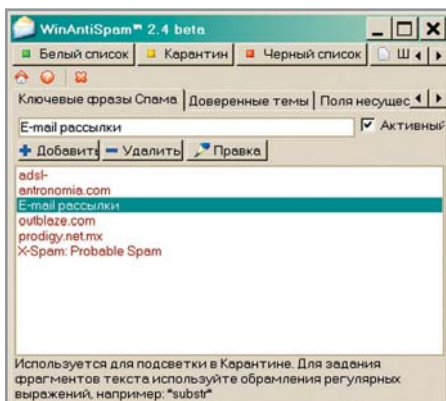 WinAntiSpam™ 2.4 beta
Белый список Карантин Черный список Ш
Ключевые фразы Спама Доверенные темы Поля несущес
E-mail рассылки Активный
Добавить Удалить Правка
adsl-
antronomia.com
E-mail рассылки
outblaze.com
prodigy.net.mx
X-Spam: Probable Spam
Используется для подсветки в Карантине. Для задания
фрагментов текста используйте обрамления регулярных
выражений, например: *substr*